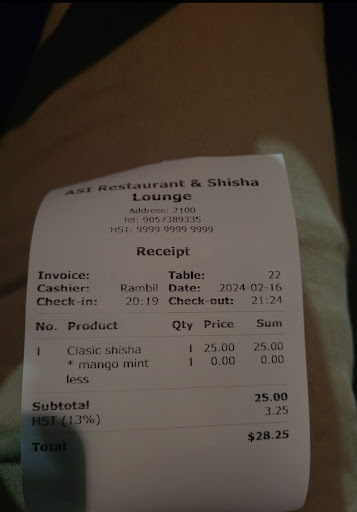 ASI Restaurant & Shisha
Lounge
Address: 2100
Tel: 9057389335
HST: 9999 9999 9999
Receipt
Invoice: Table: 22
Cashier: Rambil Date: 2024-02-16
Check-in: 20:19 Check-out: 21:24
No. Product Qty Price Sum
1 Clasic shisha 1 25.00 25.00
* mango mint 1 0.00 0.00
less
Subtotal 25.00
HST (13%) 3.25
Total $28.25